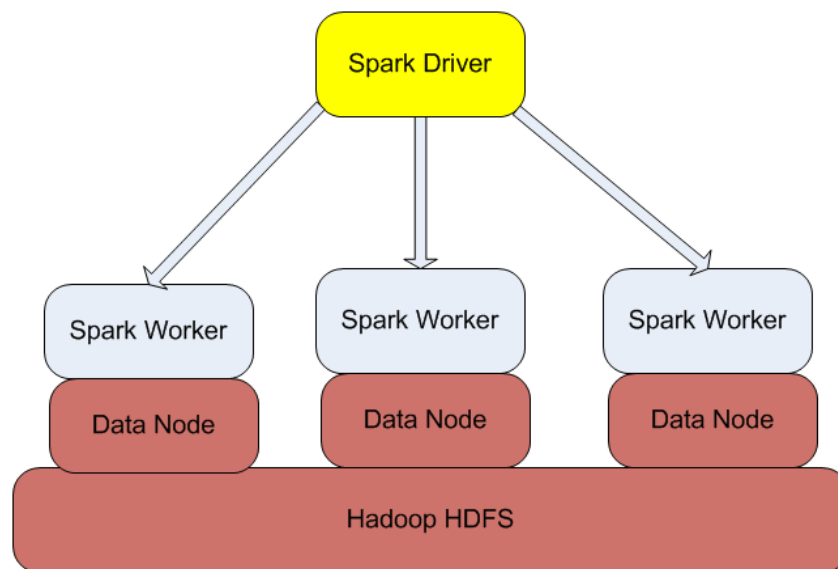 Spark Driver
Spark Worker
Spark Worker
Spark Worker
Data Node
Data Node
Data Node
Hadoop HDFS